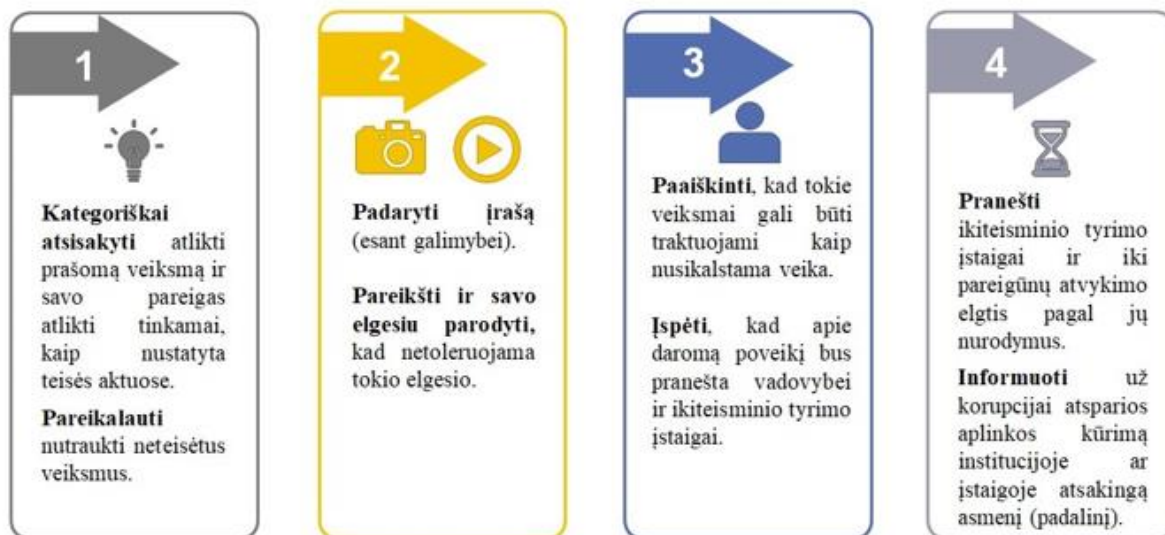 1
Kategoriškai
atsisakyti atlikti
prašomą veiksmą ir
savo pareigas
atlikti tinkamai,
kaip nustatyta
teisės aktuose.
Pareikalauti
nutraukti neteisėtus
veiksmus.
2
Padaryti įrašą
(esant galimybei).
Pareikšti ir savo
elgesiu parodyti,
kad netoleruojama
tokio elgesio.
3
Paaiškinti, kad tokie
veiksmai gali būti
traktuojami kaip
nusikalstama veika.
Įspėti, kad apie
daromą poveikį bus
pranešta vadovybei
ir ikiteisminio tyrimo
įstaigai.
4
Pranešti
ikiteisminio tyrimo
įstaigai ir iki
pareigūnų atvykimo
elgtis pagal jų
nurodymus.
Informuoti už
korupcijai atsparios
aplinkos kūrimą
institucijoje ar
įstaigoje atsakingą
asmenį (padalinį).